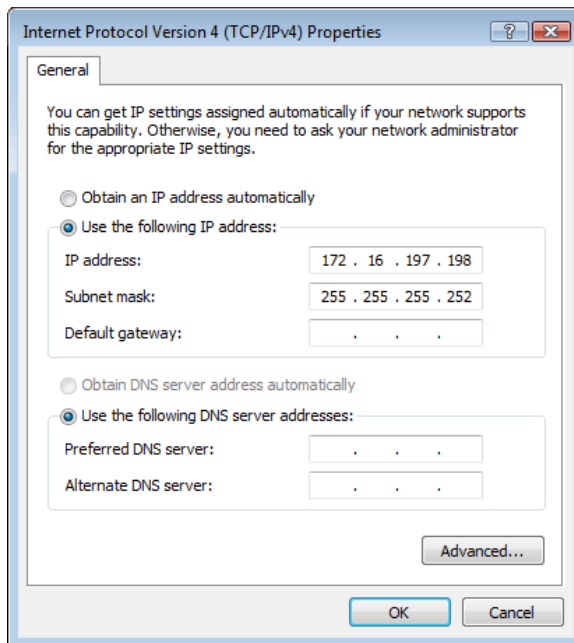 Internet Protocol Version 4 (TCP/IPv4) Properties
General
You can get IP settings assigned automatically if your network supports
this capability. Otherwise, you need to ask your network administrator
for the appropriate IP settings.
Obtain an IP address automatically
Use the following IP address:
IP address: 172 . 16 . 197 . 198
Subnet mask: 255 . 255 . 255 . 252
Default gateway: . . .
Obtain DNS server address automatically
Use the following DNS server addresses:
Preferred DNS server: . . .
Alternate DNS server: . . .
Advanced...
OK Cancel